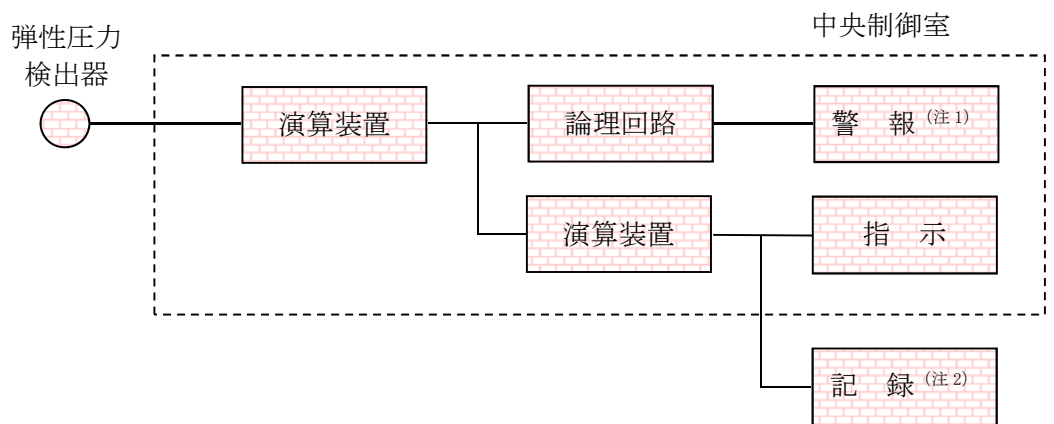 中央制御室
弾性圧力
検出器
演算装置
論理回路
警　報(注1)
演算装置
指　示
記　録(注2)